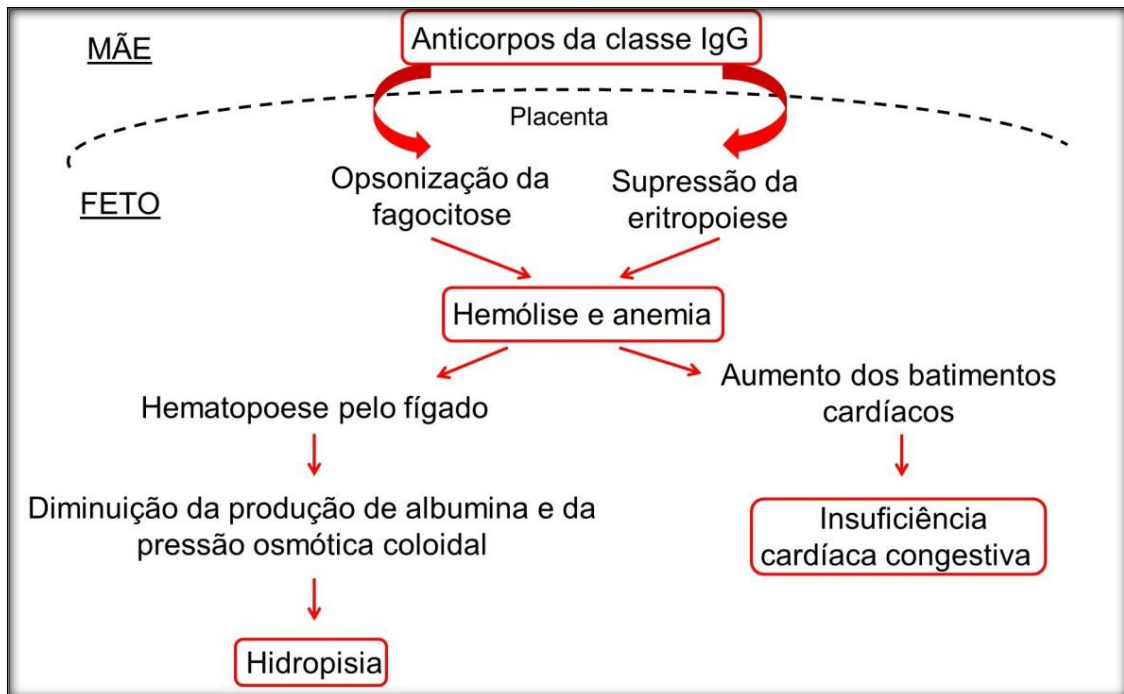 MÃE
Anticorpos da classe IgG
Placenta
FETO
Opsonização da
fagocitose
Supressão da
eritropoiese
Hemólise e anemia
Hematopoese pelo fígado
Aumento dos batimentos
cardíacos
Diminuição da produção de albumina e da
pressão osmótica coloidal
Insuficiência
cardíaca congestiva
Hidropisia